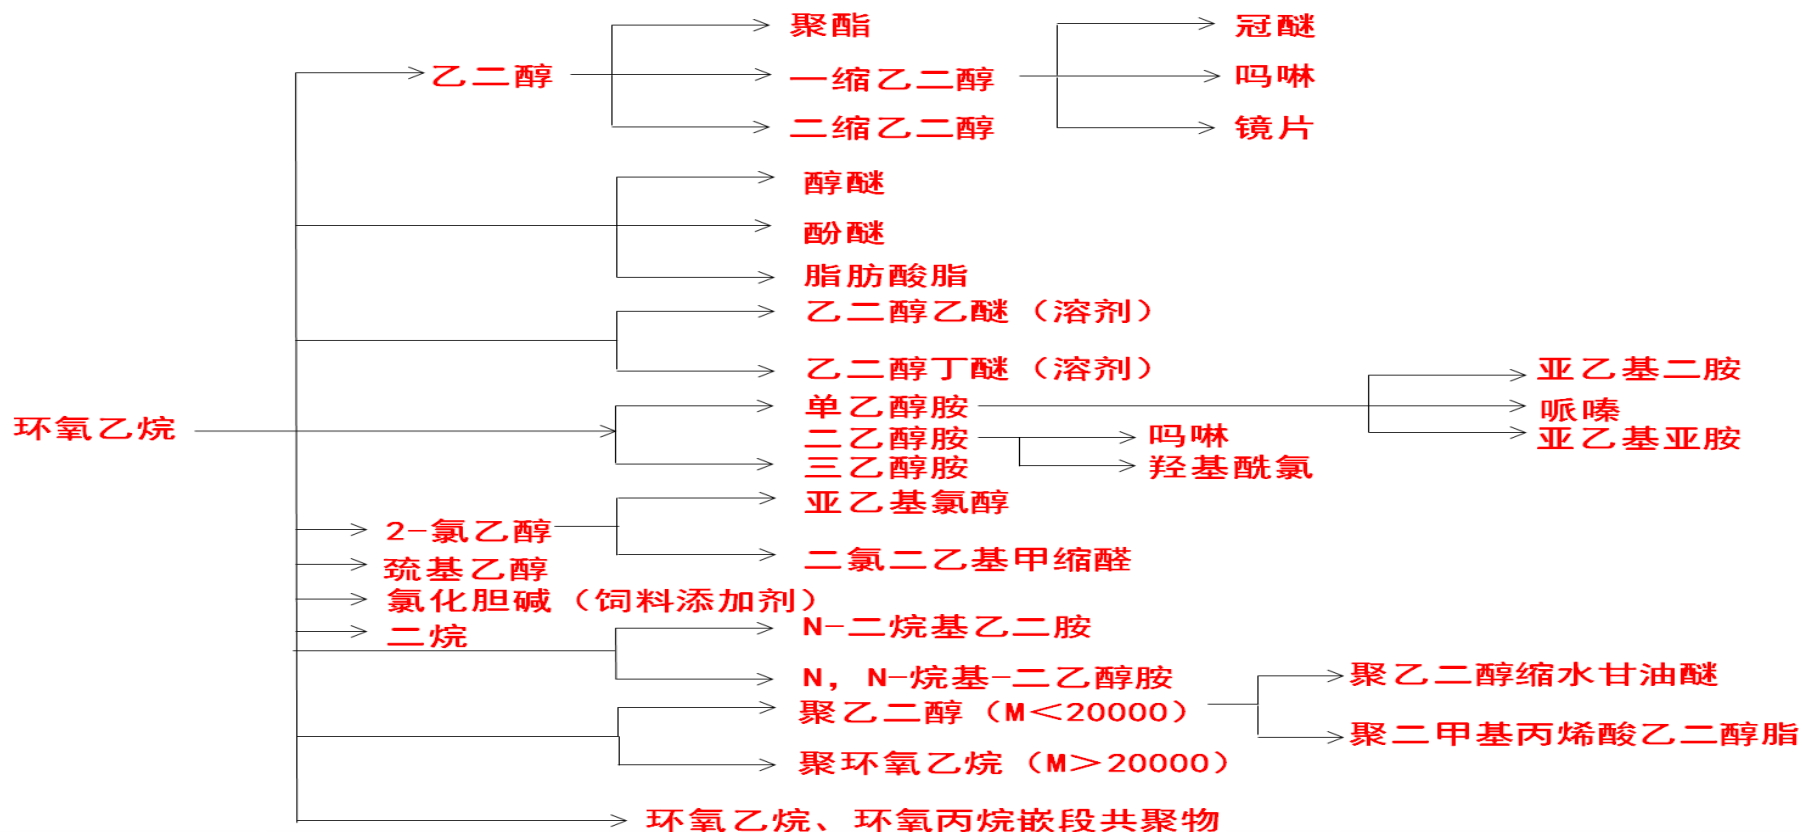 聚酯
冠醚
乙二醇
一缩乙二醇
吗啉
二缩乙二醇
镜片
醇醚
酚醚
脂肪酸脂
乙二醇乙醚（溶剂）
乙二醇丁醚（溶剂）
亚乙基二胺
环氧乙烷
单乙醇胺
哌嗪
二乙醇胺
吗啉
亚乙基亚胺
三乙醇胺
羟基酰氯
亚乙基氯醇
2-氯乙醇
二氯二乙基甲缩醛
巯基乙醇
氯化胆碱（饲料添加剂）
二烷
N-二烷基乙二胺
N，N-烷基-二乙醇胺
聚乙二醇缩水甘油醚
聚乙二醇（M＜20000）
聚二甲基丙烯酸乙二醇脂
聚环氧乙烷（M＞20000）
环氧乙烷、环氧丙烷嵌段共聚物